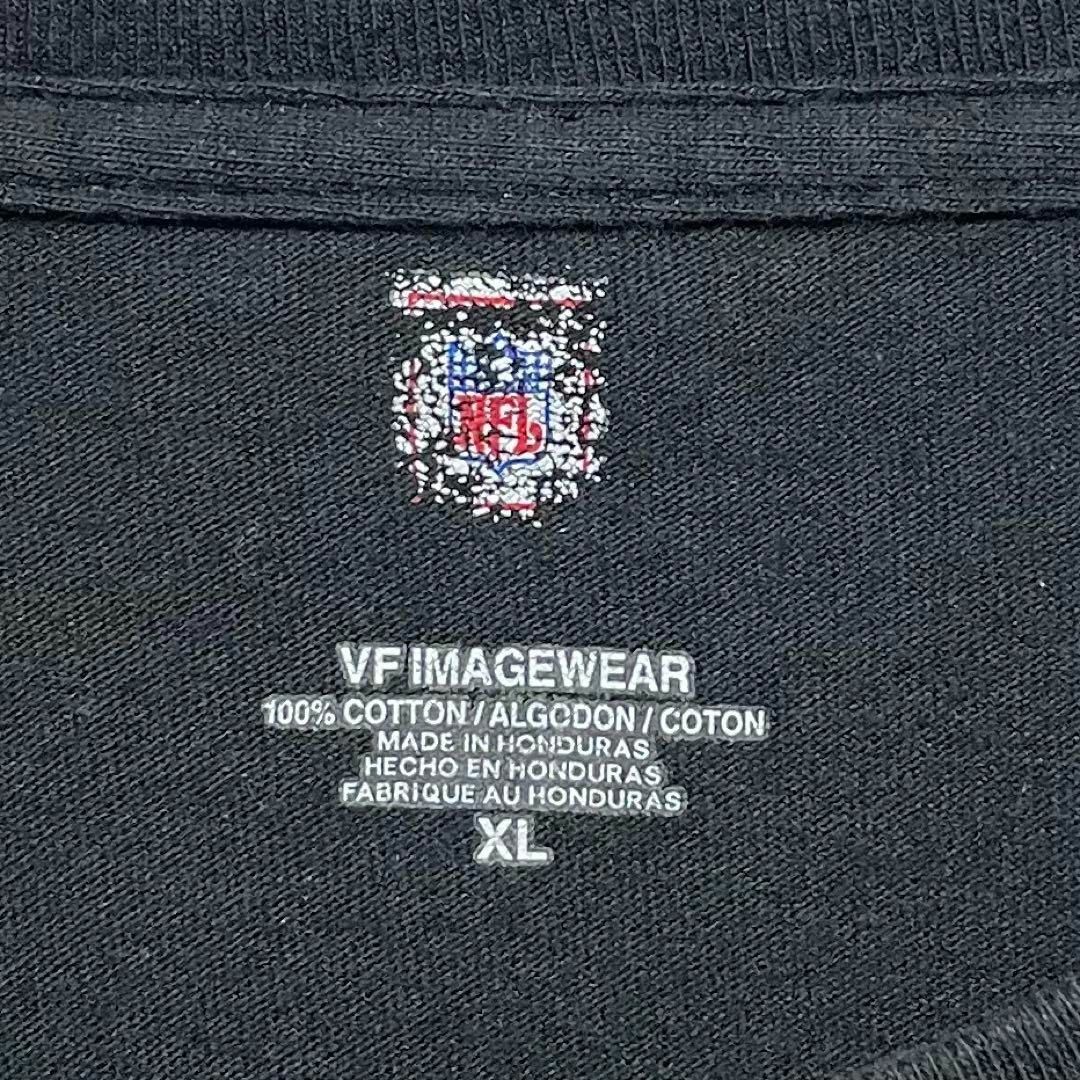 NFL
VF IMAGEWEAR
100% COTTON / ALGODON / COTON
MADE IN HONDURAS
HECHO EN HONDURAS
FABRIQUE AU HONDURAS
XL